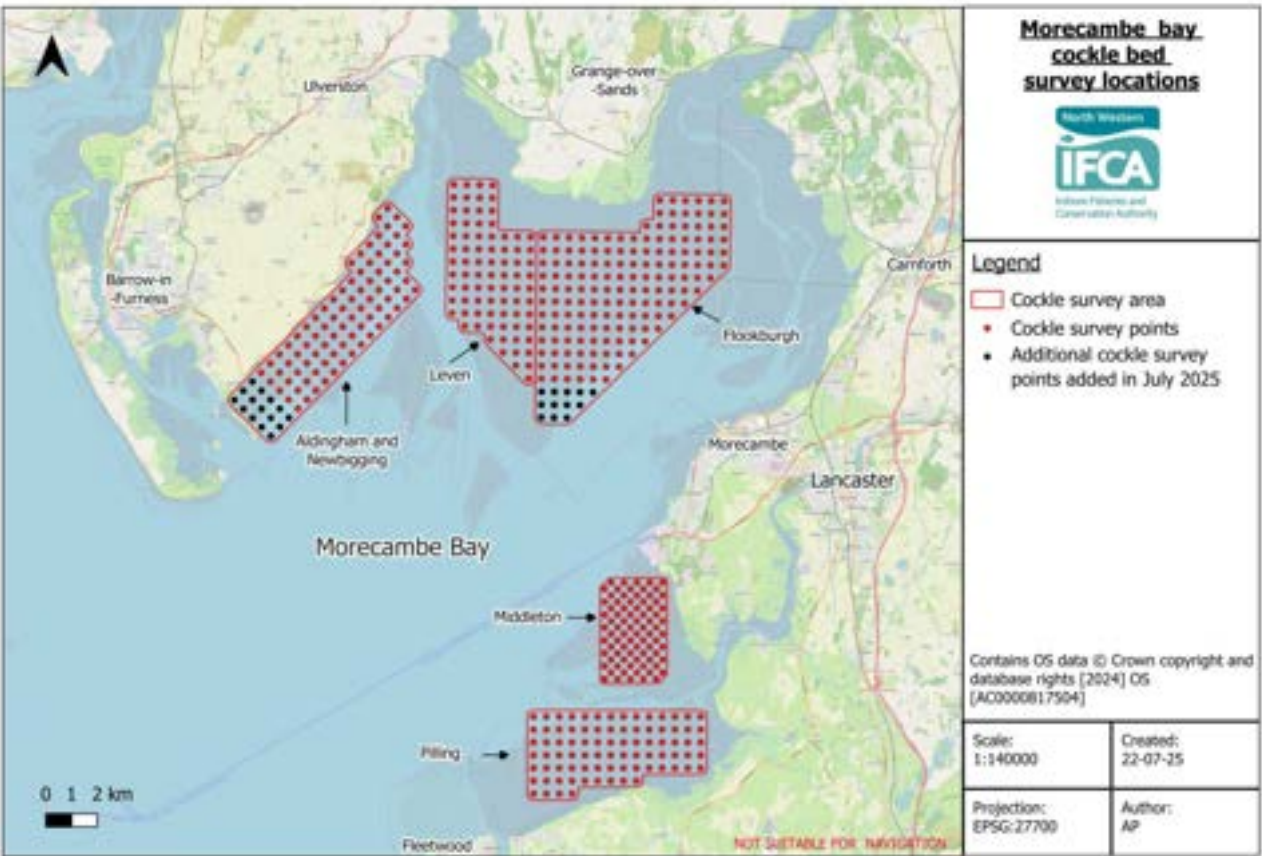 Morecambe bay
cockle bed
survey locations
North Western
IFCA
Inshore Fisheries and
Conservation Authority
Legend
Cockle survey area
Cockle survey points
Additional cockle survey
points added in July 2025
Contains OS data © Crown copyright and
database rights [2024] OS
[AC0000817504]
Scale:
1:140000
Created:
22-07-25
Projection:
EPSG:27700
Author:
AP
Ulverston
Grange-over
-Sands
Barrow-in
-Furness
Carnforth
Flookburgh
Leven
Aldingham and
Newbigging
Morecambe
Lancaster
Morecambe Bay
Middleton
Pilling
0 1 2 km
Fleetwood
NOT SUITABLE FOR NAVIGATION